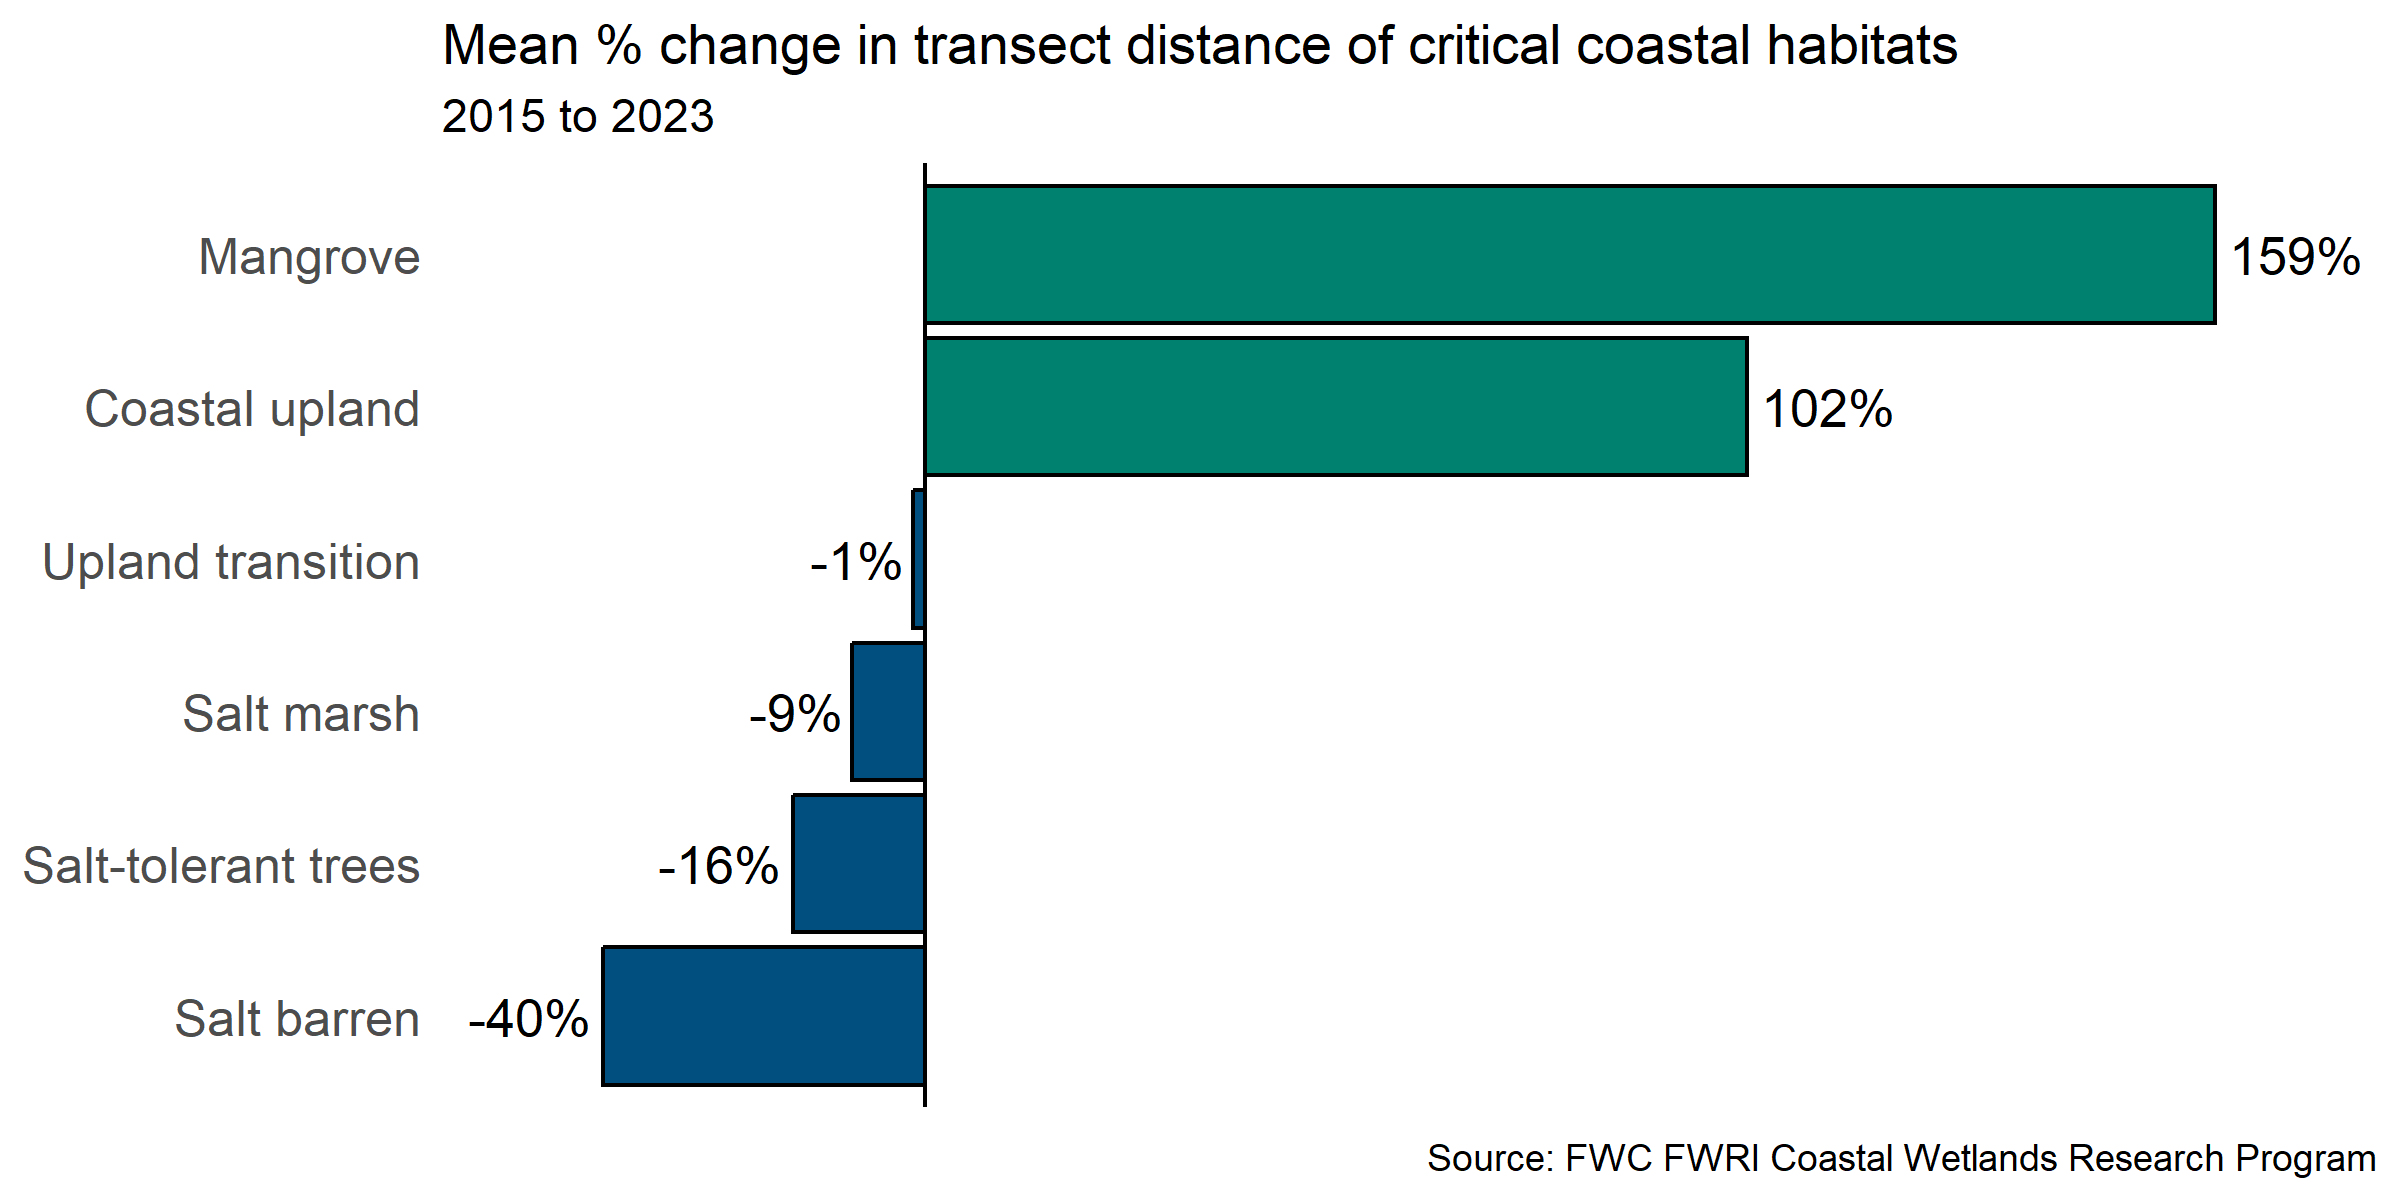 Mean % change in transect distance of critical coastal habitats
2015 to 2023
Mangrove
159%
Coastal upland
102%
Upland transition
-1%
Salt marsh
-9%
Salt-tolerant trees
-16%
Salt barren
-40%
Source: FWC FWRI Coastal Wetlands Research Program